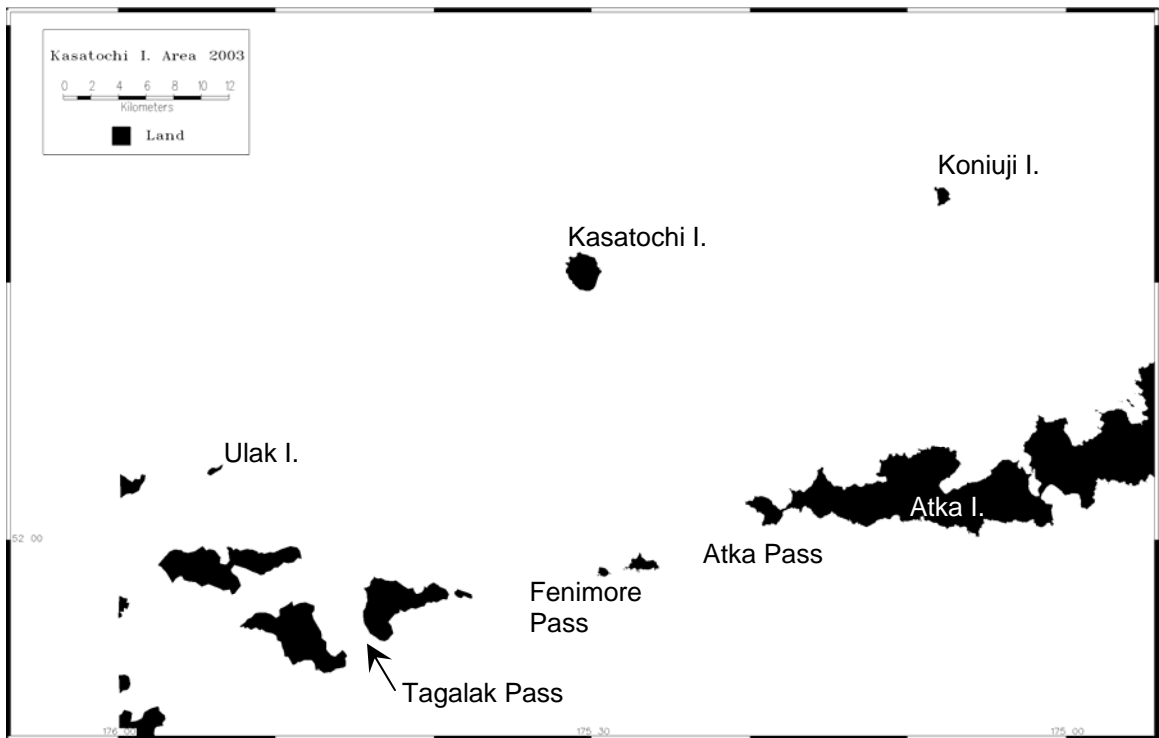 Kasatochi I. Area 2003
0 2 4 6 8 10 12
Kilometers
Land
Koniuji I.
Kasatochi I.
Ulak I.
Atka I.
52 00
Atka Pass
Fenimore
Pass
Tagalak Pass
176 00
175 30
175 00